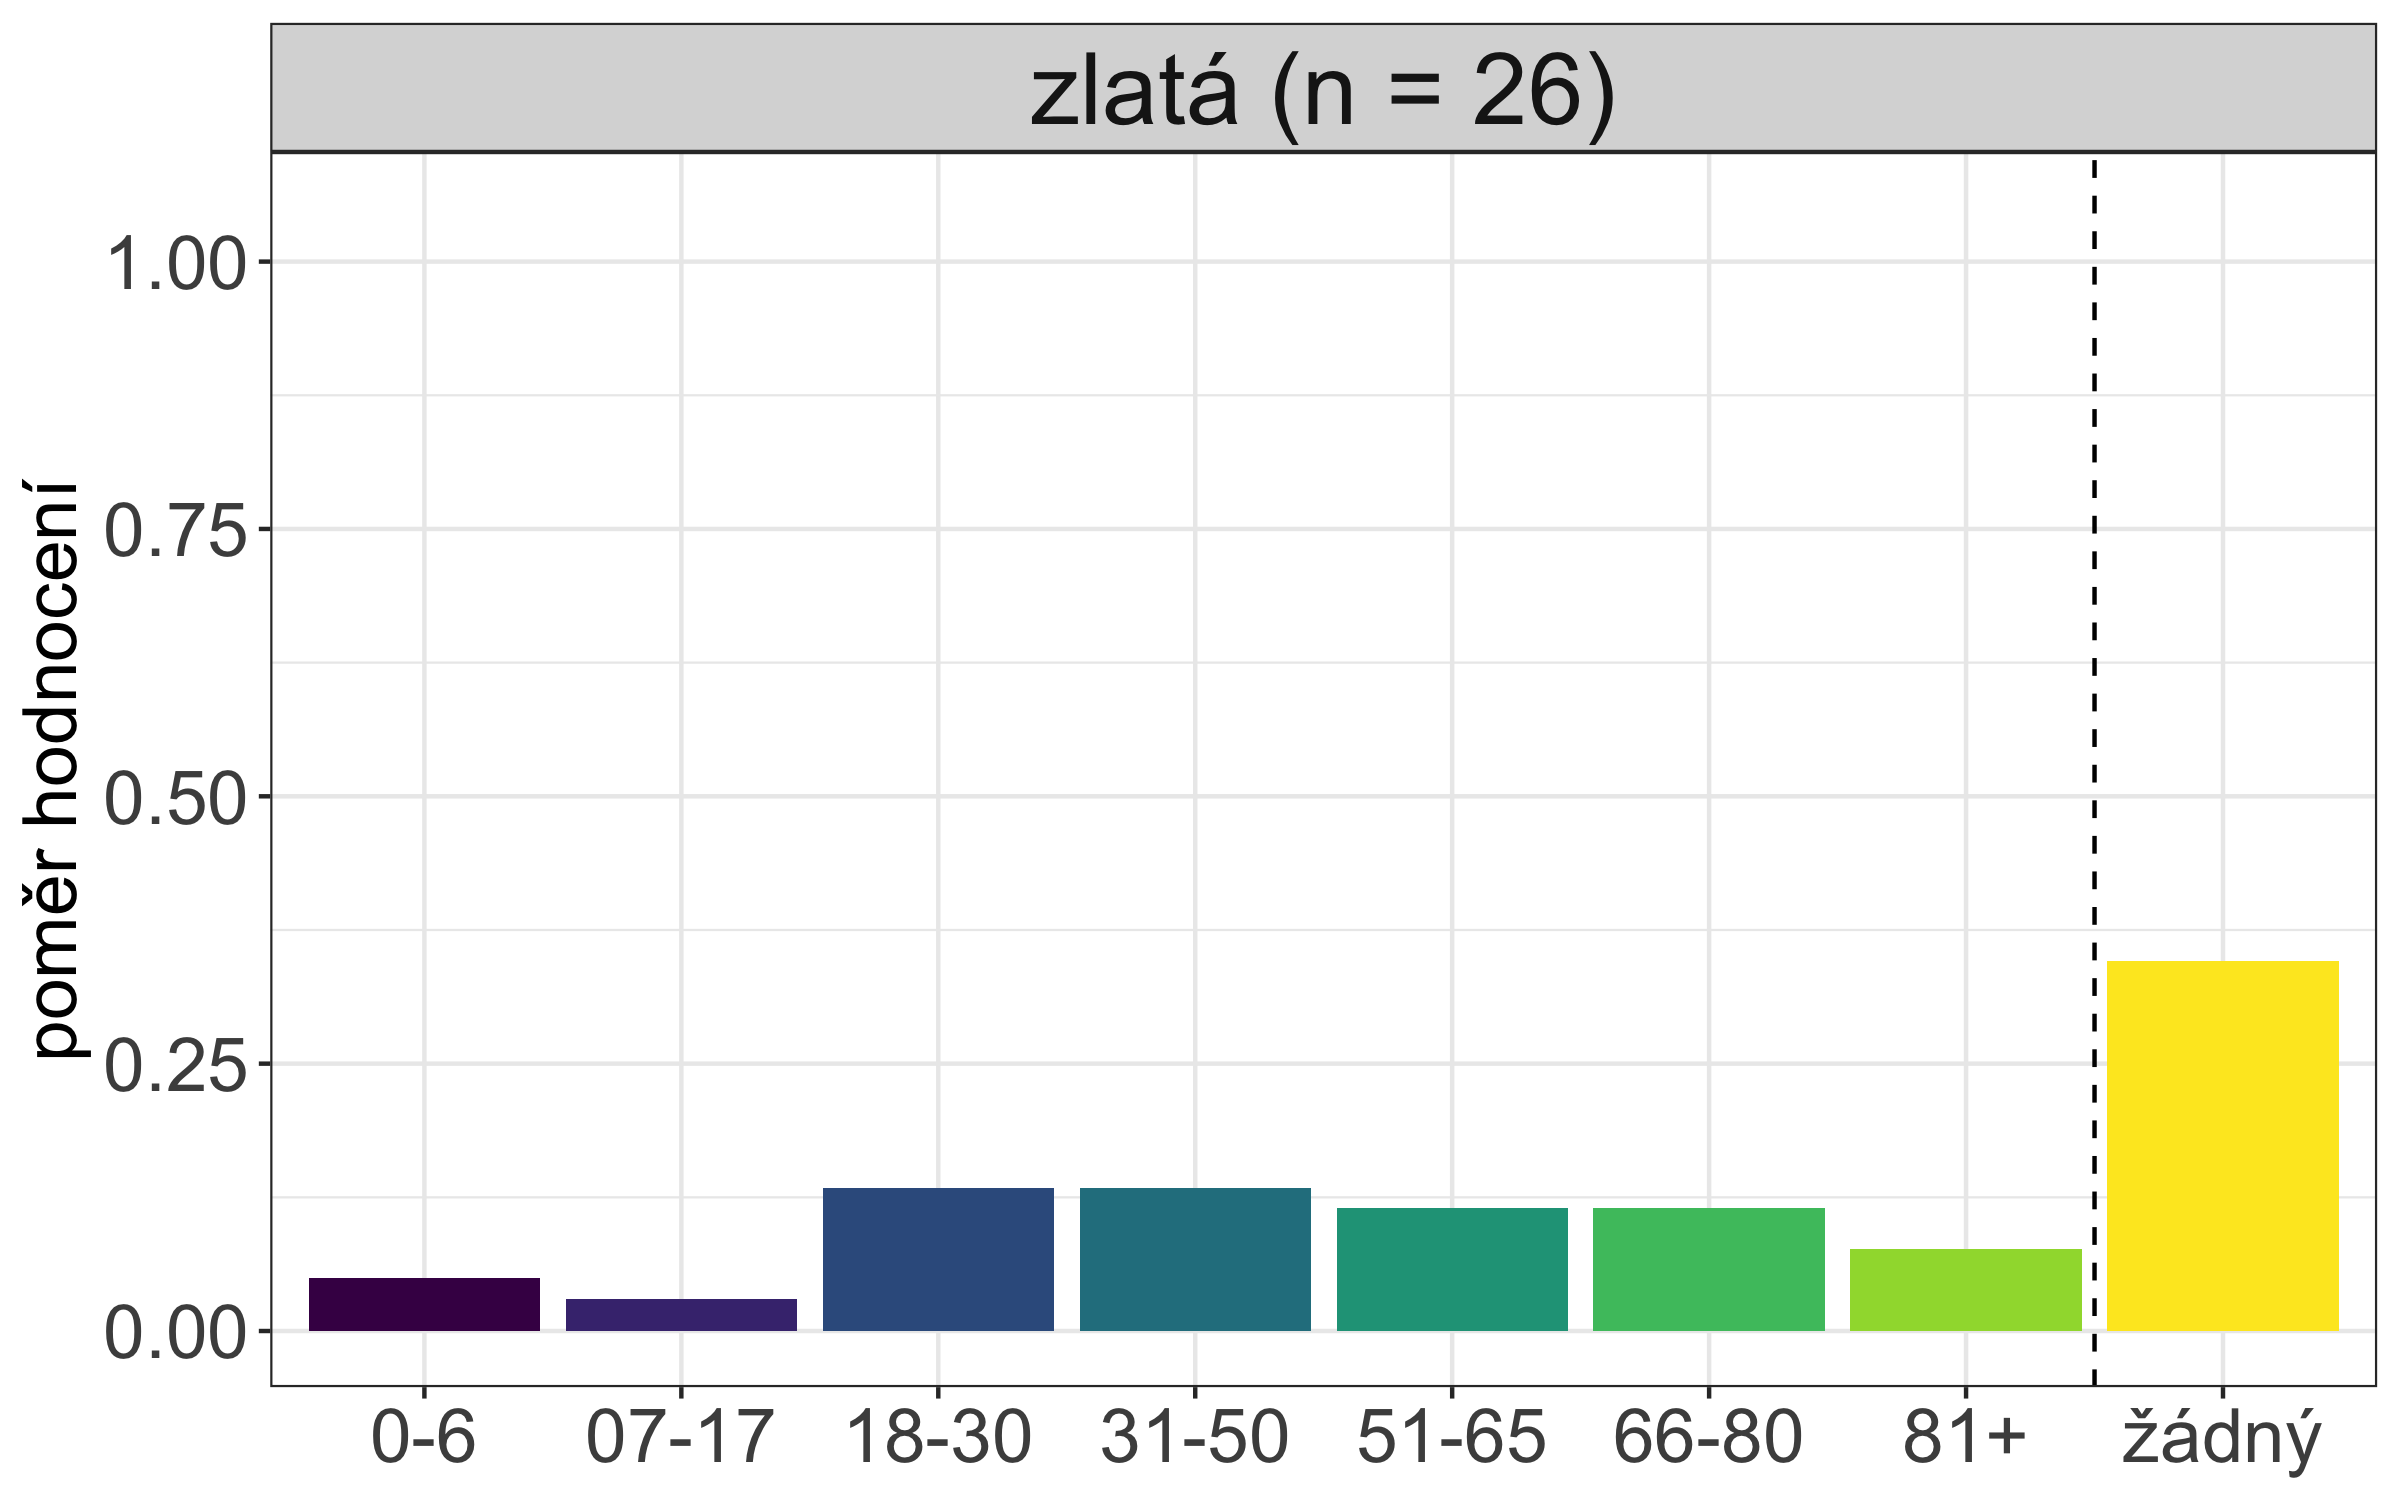 zlatá (n = 26)
poměr hodnocení
1.00
0.75
0.50
0.25
0.00
0-6 07-17 18-30 31-50 51-65 66-80 81+ žádný